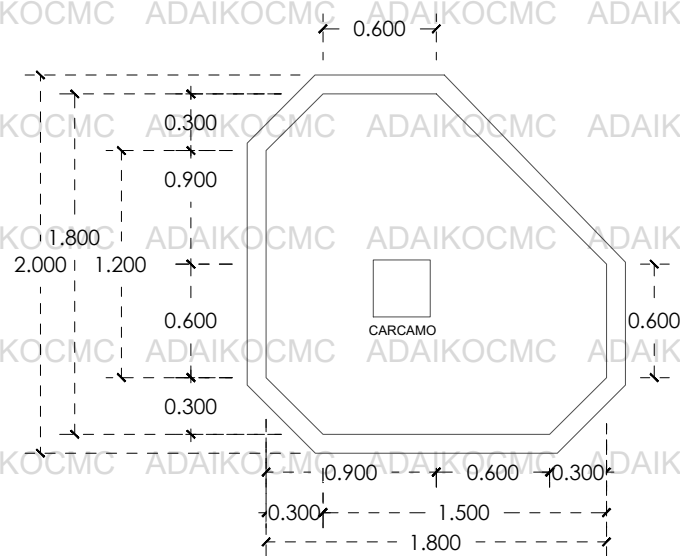 KOCMC ADAIKOCMC ADAIKOCMC ADAIK
0.600
0.300
KOCMC ADAIKOCMC ADAIKOCMC ADAIK
0.900
KOCMC ADAIKOCMC ADAIKOCMC ADAIK
1.800
2.000 1.200
0.600 0.600
CARCAMO
KOCMC ADAIKOCMC ADAIKOCMC ADAIK
0.300
KOCMC ADAIKOCMC ADAIKOCMC ADAIK
0.900 0.600 0.300
0.300 1.500
1.800